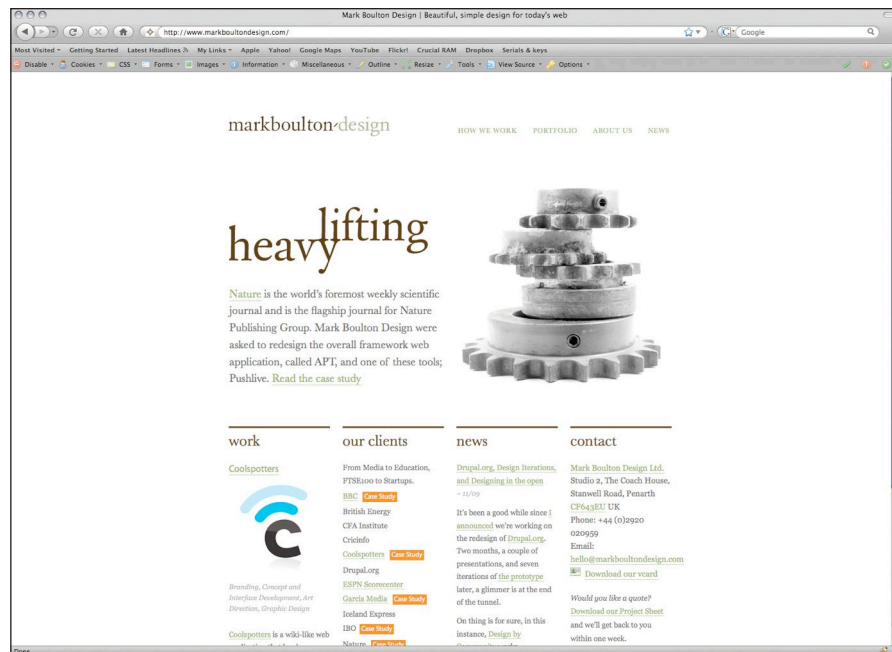 Mark Boulton Design | Beautiful, simple design for today's web
http://www.markboultondesign.com/
Google
Most Visited Getting Started Latest Headlines My Links Apple Yahoo! Google Maps YouTube Flickr! Crucial RAM Dropbox Serials & keys
Disable Cookies CSS Forms Images Information Miscellaneous Outline Resize Tools View Source Options
markboulton design
HOW WE WORK PORTFOLIO ABOUT US NEWS
heavy lifting
Nature is the world's foremost weekly scientific
journal and is the flagship journal for Nature
Publishing Group. Mark Boulton Design were
asked to redesign the overall framework web
application, called APT, and one of these tools;
Pushlive. Read the case study
work
Coolspotters
Branding, Concept and
Interface Development, Art
Direction, Graphic Design
Coolspotters is a wiki-like web
our clients
From Media to Education,
FTSE100 to Startups.
BBC Case Study
British Energy
CFA Institute
Cricinfo
Coolspotters Case Study
Drupal.org
ESPN Scorecenter
Garcia Media Case Study
Iceland Express
IBO Case Study
Nature Case Study
news
Drupal.org, Design Iterations,
and Designing in the open
~ 11/09
It's been a good while since I
announced we're working on
the redesign of Drupal.org.
Two months, a couple of
presentations, and seven
iterations of the prototype
later, a glimmer is at the end
of the tunnel.
On thing is for sure, in this
instance, Design by
contact
Mark Boulton Design Ltd.
Studio 2, The Coach House,
Stanwell Road, Penarth
CF643EU UK
Phone: +44 (0)2920
020959
Email:
hello@markboultondesign.com
Download our vcard
Would you like a quote?
Download our Project Sheet
and we'll get back to you
within one week.
Done